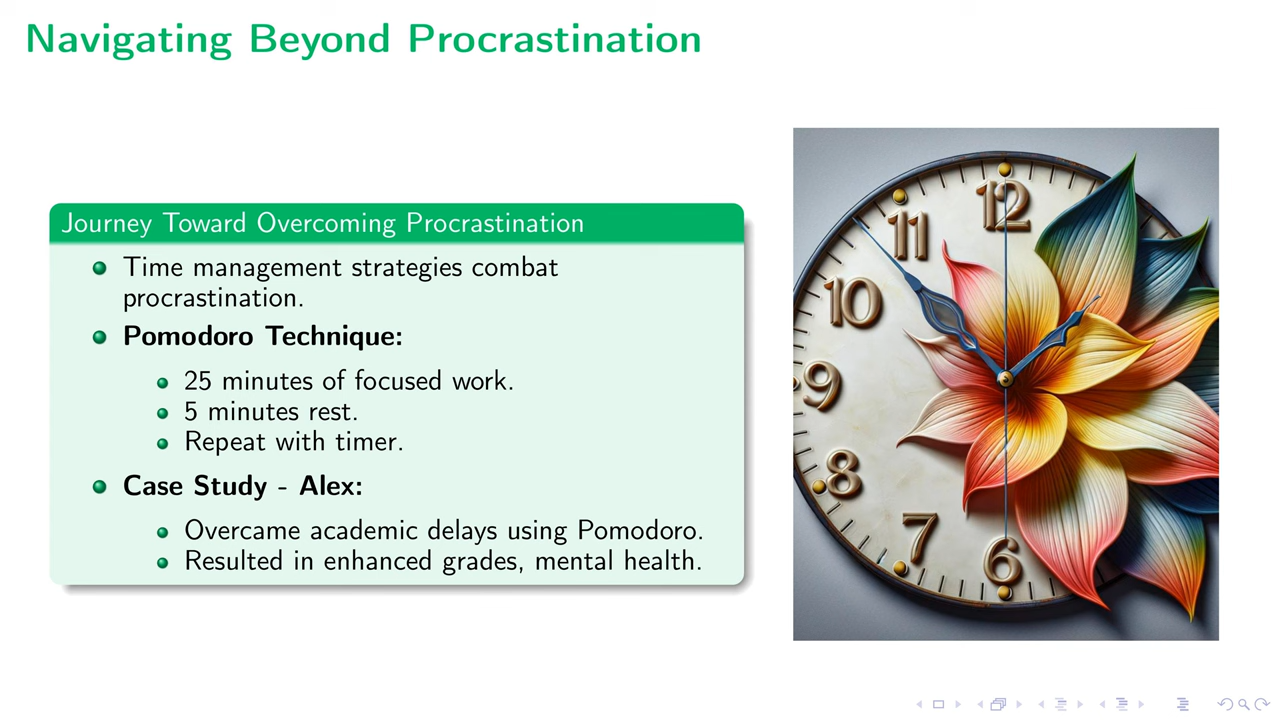 Navigating Beyond Procrastination
Journey Toward Overcoming Procrastination
Time management strategies combat
procrastination.
Pomodoro Technique:
25 minutes of focused work.
5 minutes rest.
Repeat with timer.
Case Study - Alex:
Overcame academic delays using Pomodoro.
Resulted in enhanced grades, mental health.
12
11
10
9
8
7
6